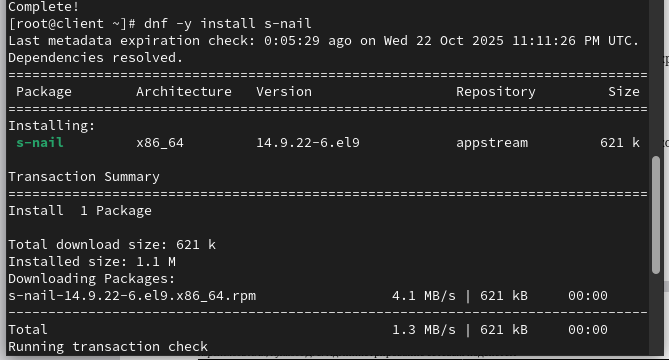 Complete!
[root@client ~]# dnf -y install s-nail
Last metadata expiration check: 0:05:29 ago on Wed 22 Oct 2025 11:11:26 PM UTC.
Dependencies resolved.
================================================================================
 Package        Architecture   Version                  Repository         Size
================================================================================
Installing:
 s-nail         x86_64         14.9.22-6.el9            appstream         621 k

Transaction Summary
================================================================================
Install  1 Package

Total download size: 621 k
Installed size: 1.1 M
Downloading Packages:
s-nail-14.9.22-6.el9.x86_64.rpm                 4.1 MB/s | 621 kB     00:00
--------------------------------------------------------------------------------
Total                                           1.3 MB/s | 621 kB     00:00
Running transaction check